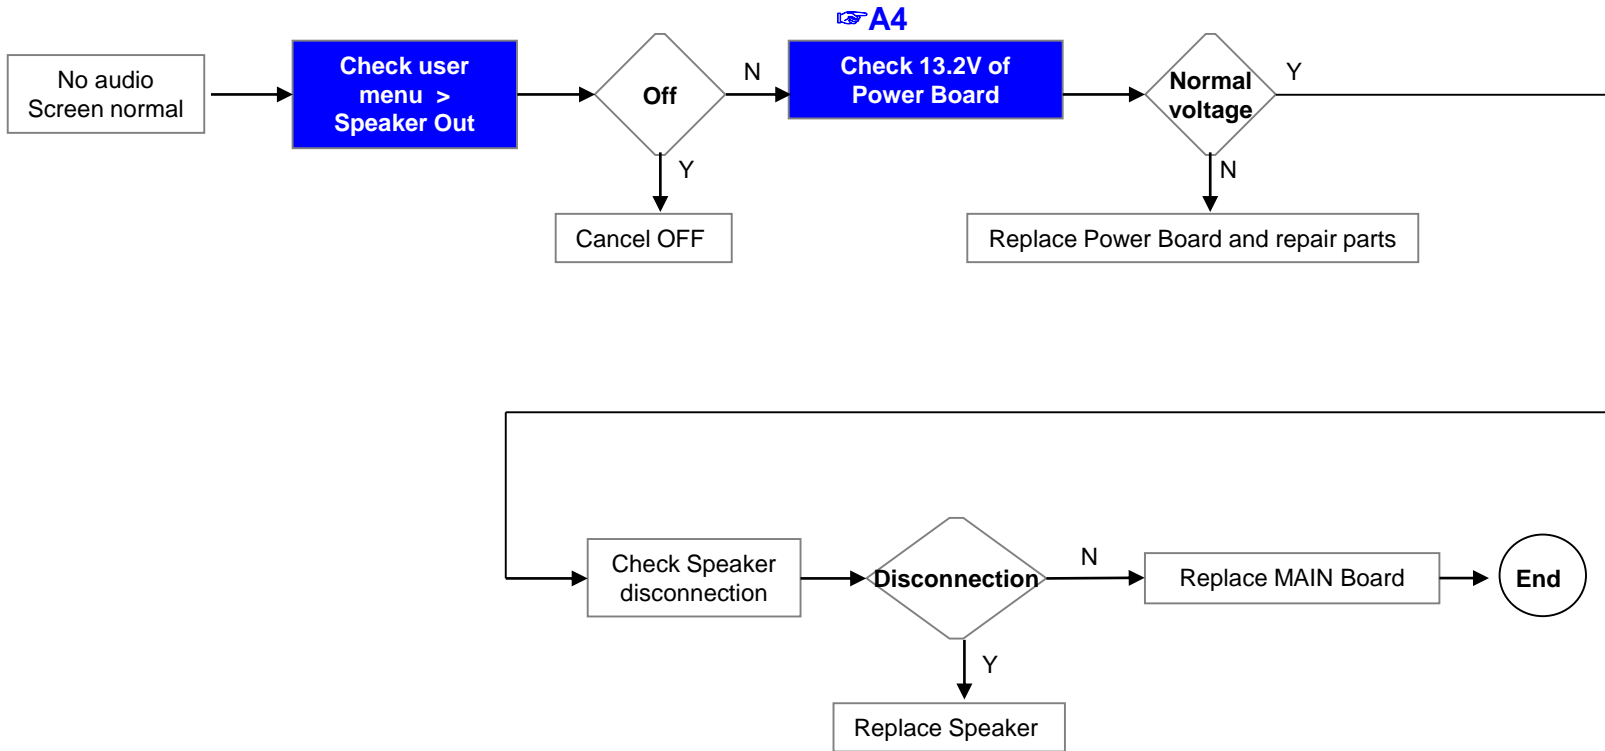 ☞A4
No audio
Screen normal
Check user
menu >
Speaker Out
Off
N
Check 13.2V of
Power Board
Normal
voltage
Y
Y
N
Cancel OFF
Replace Power Board and repair parts
Check Speaker
disconnection
Disconnection
N
Replace MAIN Board
End
Y
Replace Speaker